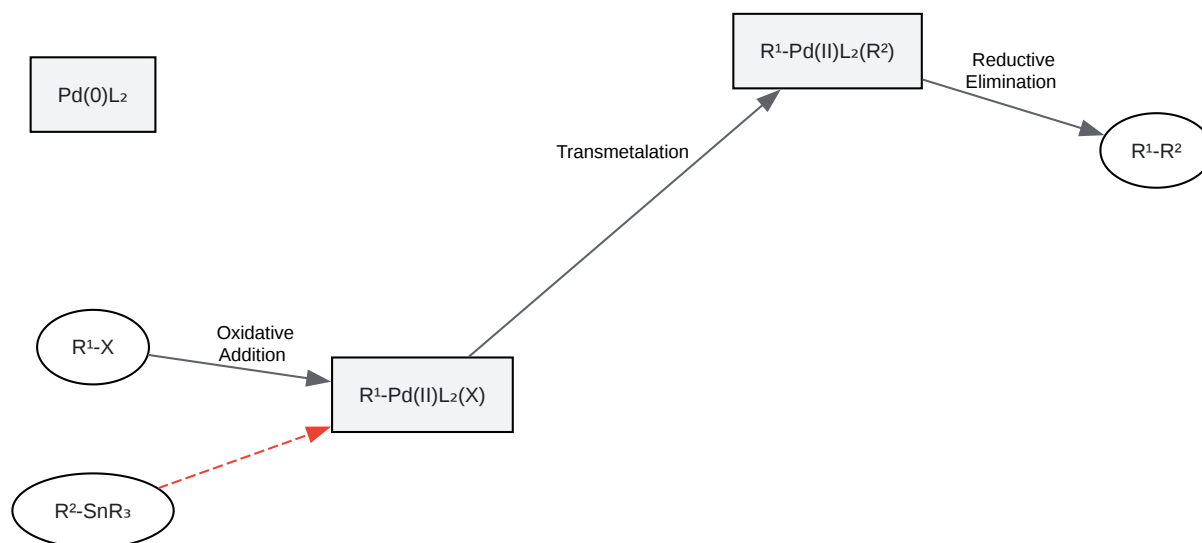 R¹-Pd(II)L₂(R²)
Reductive
Elimination
Pd(0)L₂
Transmetalation
R¹-R²
Oxidative
Addition
R¹-X
R¹-Pd(II)L₂(X)
R²-SnR₃